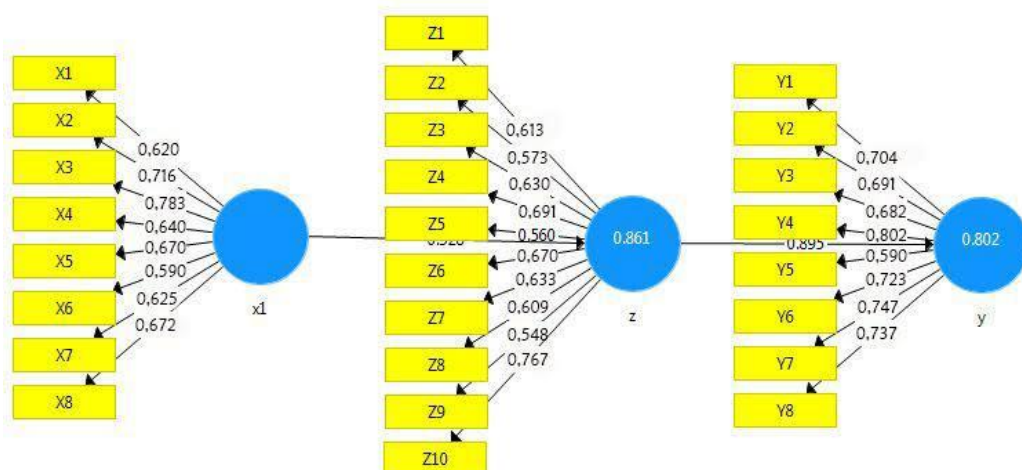 X1
X2
X3
X4
X5
X6
X7
X8
0,620
0,716
0,783
0,640
0,670
0,590
0,625
0,672
x1
Z1
Z2
Z3
Z4
Z5
Z6
Z7
Z8
Z9
Z10
0,613
0,573
0,630
0,691
0,560
0,670
0,633
0,609
0,548
0,767
0.861
z
Y1
Y2
Y3
Y4
Y5
Y6
Y7
Y8
0,704
0,691
0,682
0,802
0.895
0,590
0,723
0,747
0,737
0.802
y